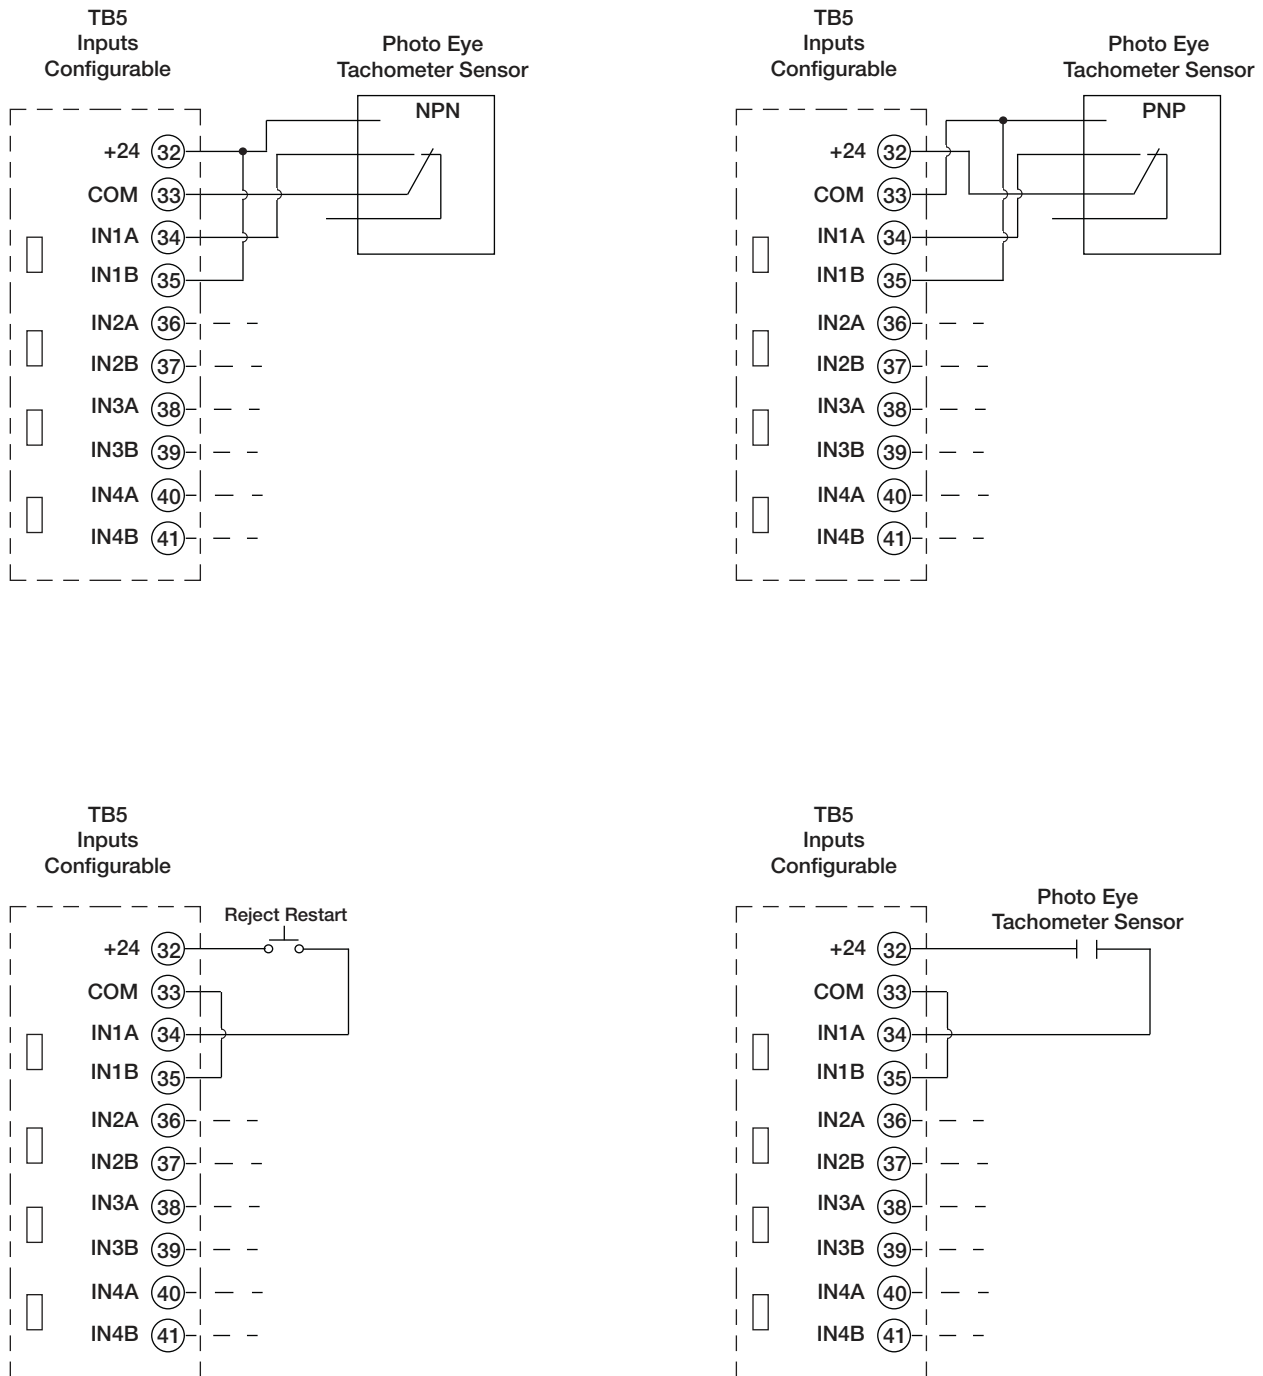 TB5
Inputs
Configurable
Photo Eye
Tachometer Sensor
NPN
+24 32
COM 33
IN1A 34
IN1B 35
IN2A 36
IN2B 37
IN3A 38
IN3B 39
IN4A 40
IN4B 41
TB5
Inputs
Configurable
Photo Eye
Tachometer Sensor
PNP
+24 32
COM 33
IN1A 34
IN1B 35
IN2A 36
IN2B 37
IN3A 38
IN3B 39
IN4A 40
IN4B 41
TB5
Inputs
Configurable
Reject Restart
+24 32
COM 33
IN1A 34
IN1B 35
IN2A 36
IN2B 37
IN3A 38
IN3B 39
IN4A 40
IN4B 41
TB5
Inputs
Configurable
Photo Eye
Tachometer Sensor
+24 32
COM 33
IN1A 34
IN1B 35
IN2A 36
IN2B 37
IN3A 38
IN3B 39
IN4A 40
IN4B 41